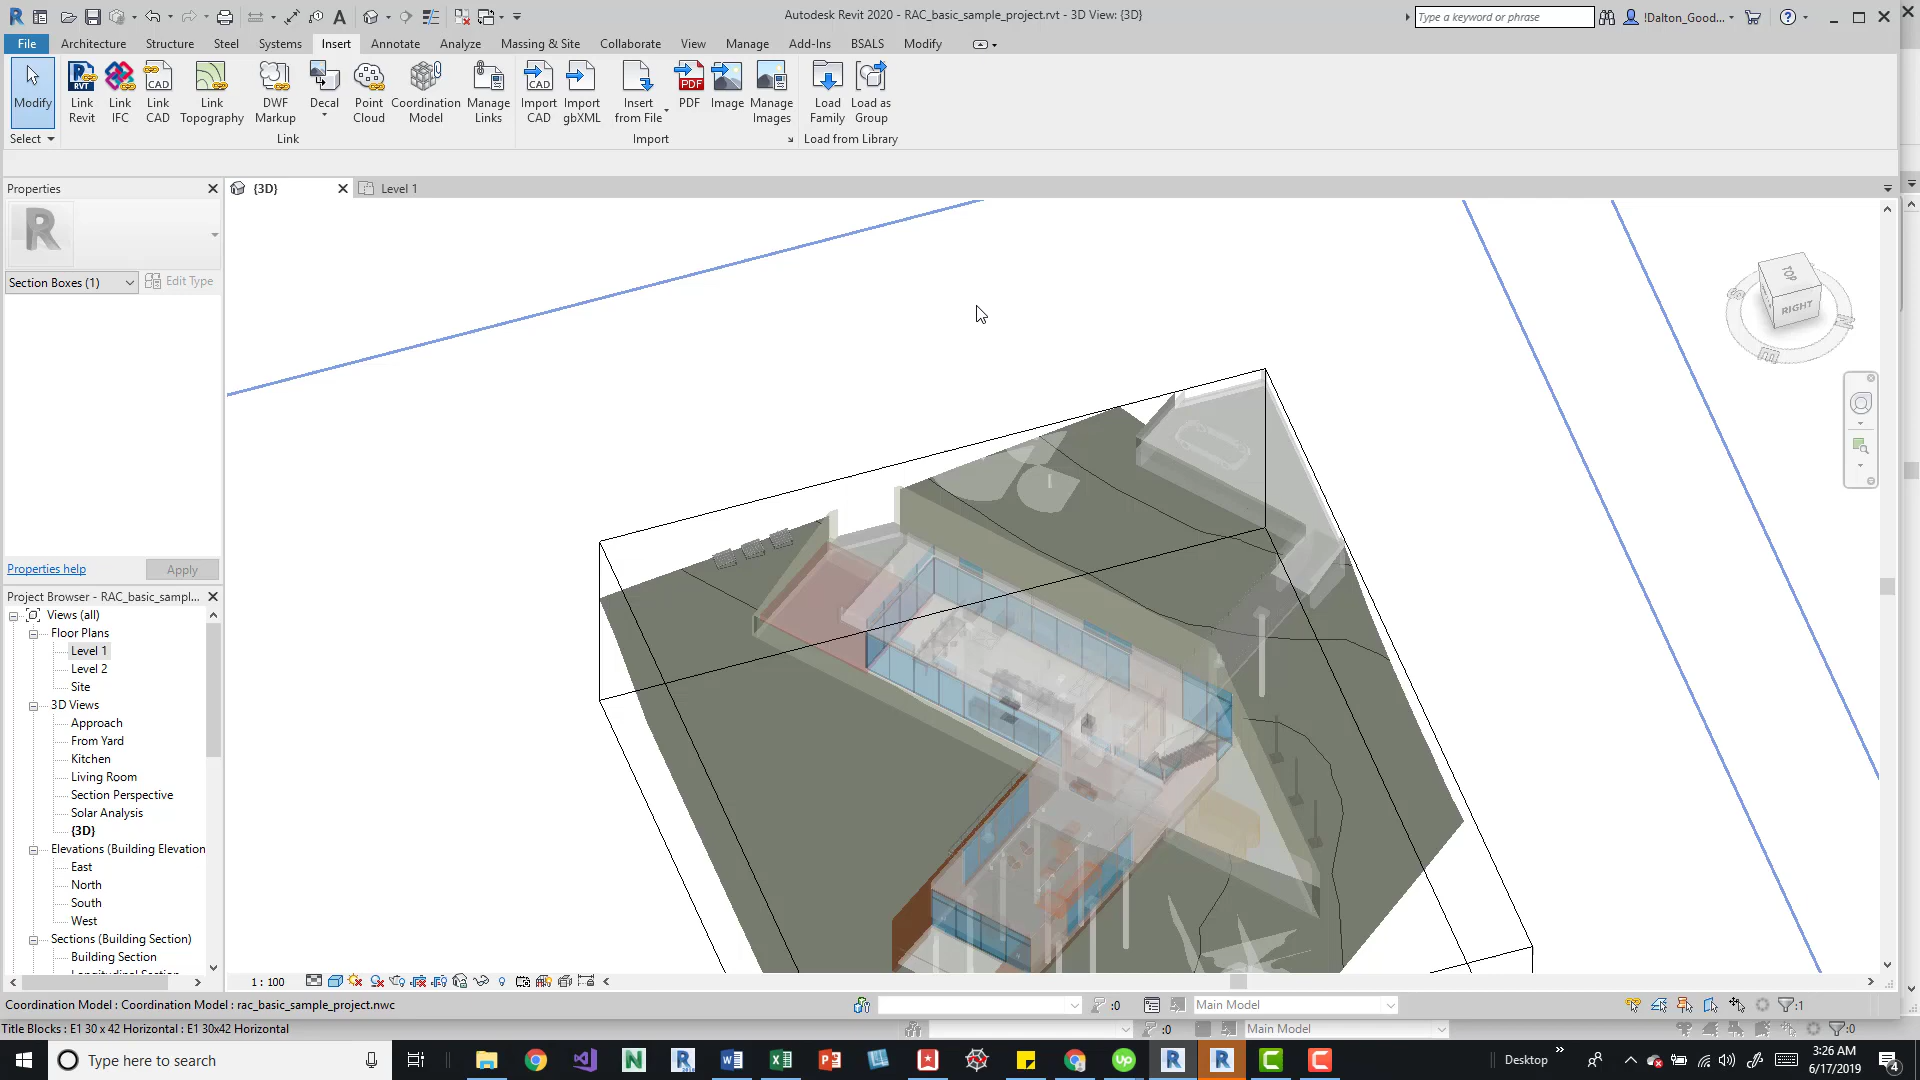 Autodesk Revit 2020 - RAC_basic_sample_project.rvt - 3D View: {3D}
Type a keyword or phrase
!Dalton_Good...
File Architecture Structure Steel Systems Insert Annotate Analyze Massing & Site Collaborate View Manage Add-Ins BSALS Modify
Modify
Link Revit
Link IFC
Link CAD
Link Topography
DWF Markup
Decal
Point Cloud
Coordination Model
Manage Links
Import CAD
Import gbXML
Insert from File
PDF
Image
Manage Images
Load Family
Load as Group
Select
Link
Import
Load from Library
Properties
{3D}
Level 1
R
Section Boxes (1)
Edit Type
TOP
RIGHT
Properties help
Apply
Project Browser - RAC_basic_sampl...
Views (all)
Floor Plans
Level 1
Level 2
Site
3D Views
Approach
From Yard
Kitchen
Living Room
Section Perspective
Solar Analysis
{3D}
Elevations (Building Elevation
East
North
South
West
Sections (Building Section)
Building Section
1 : 100
Coordination Model : Coordination Model : rac_basic_sample_project.nwc
:0
Main Model
:1
Title Blocks : E1 30 x 42 Horizontal : E1 30x42 Horizontal
:0
Main Model
:0
Type here to search
Desktop
3:26 AM
6/17/2019
4